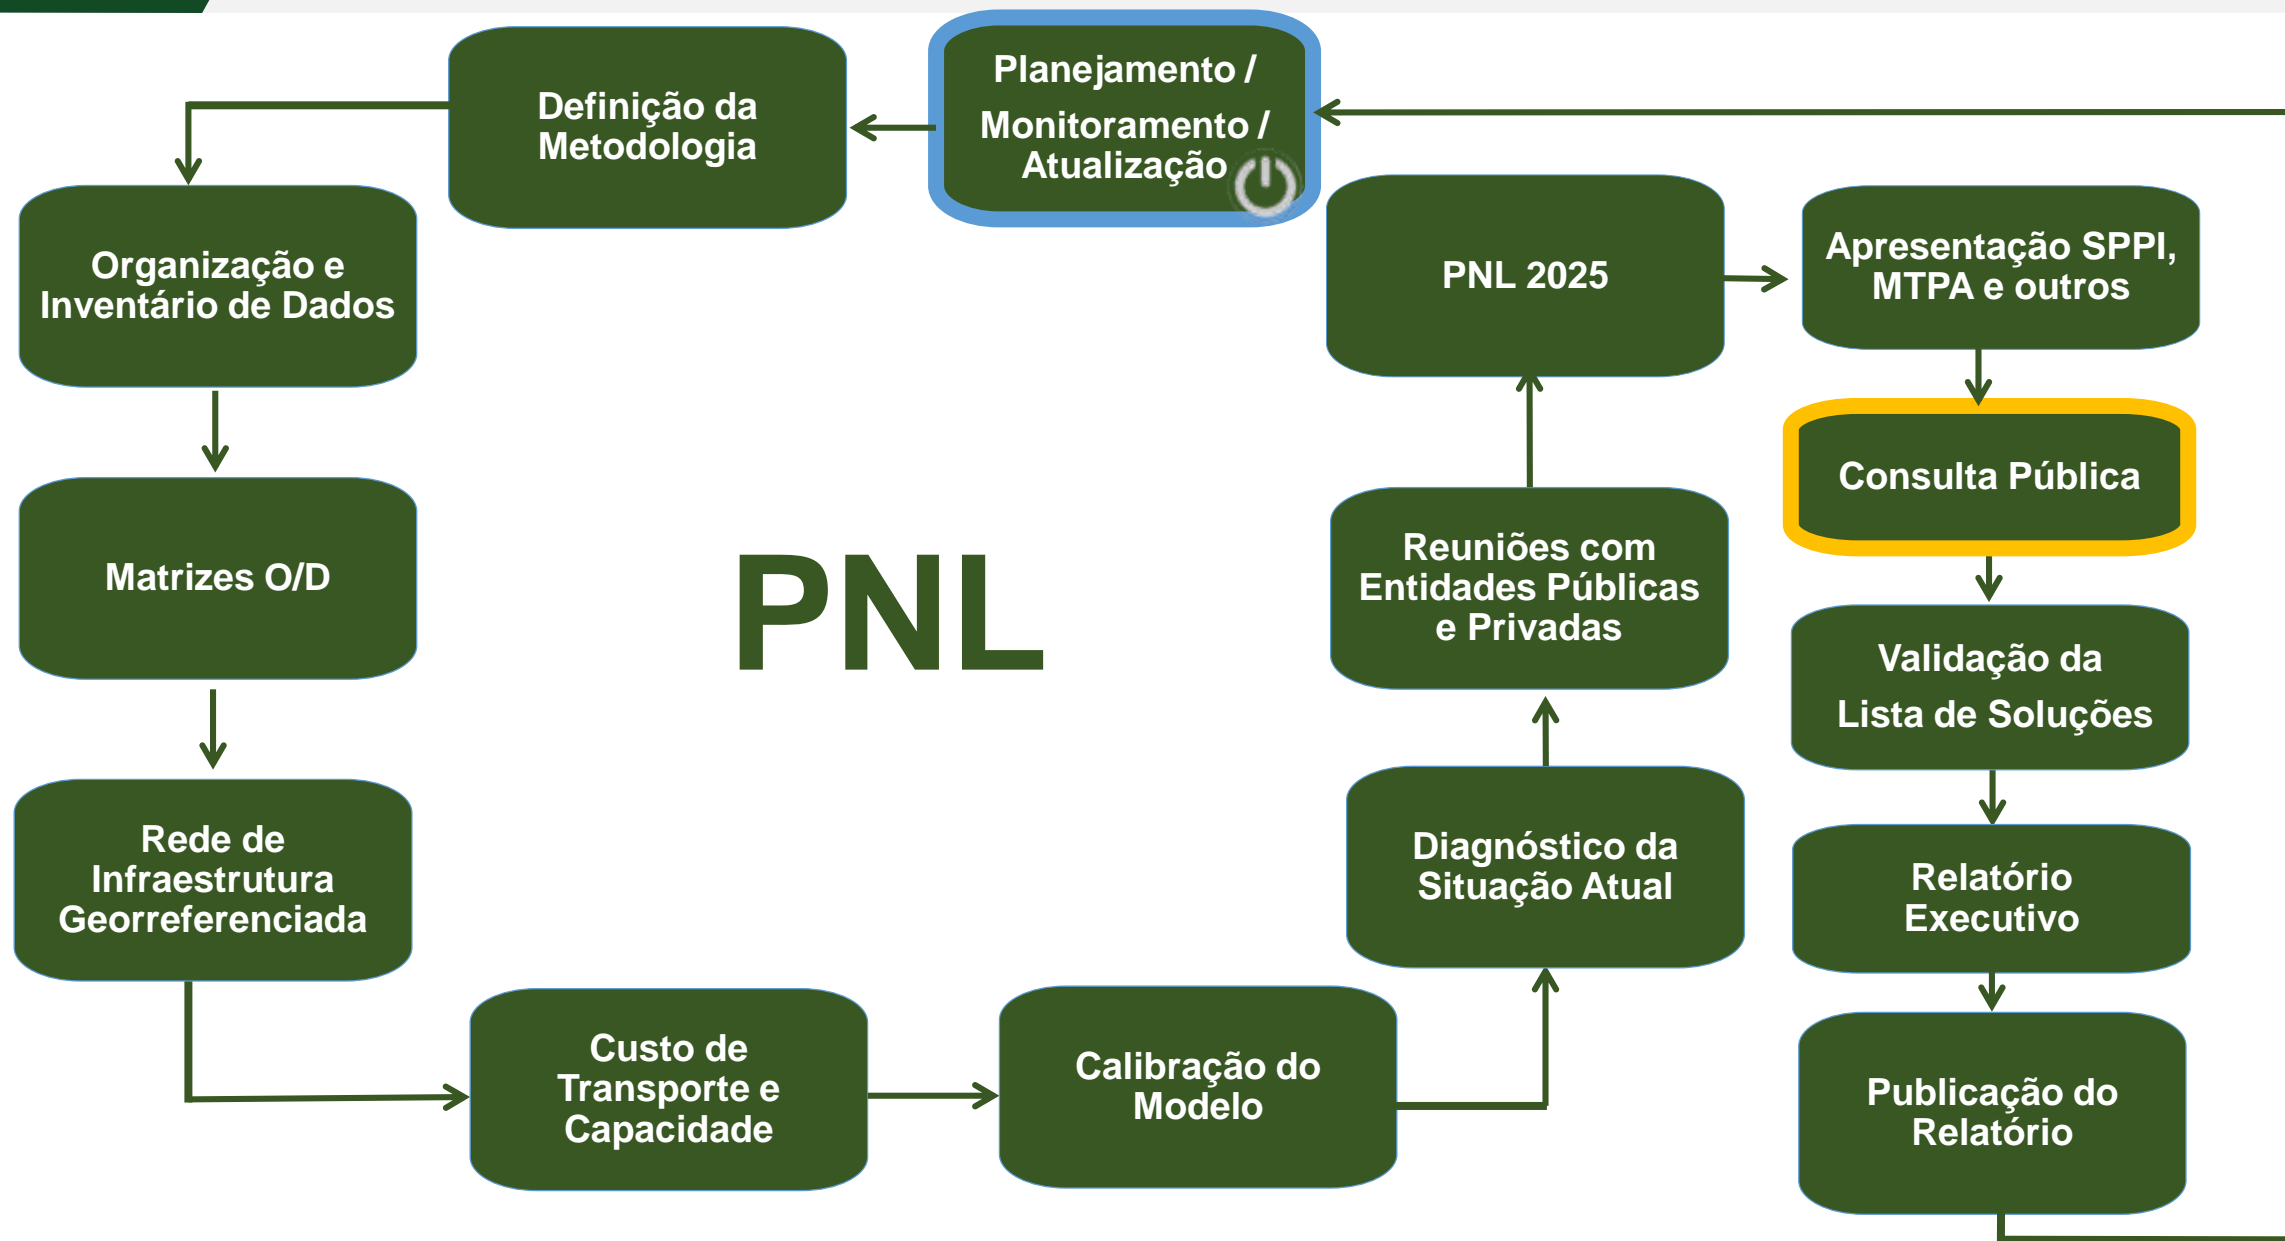 Planejamento /
Monitoramento /
Atualização
Definição da
Metodologia
Organização e
Inventário de Dados
Matrizes O/D
Rede de
Infraestrutura
Georreferenciada
Custo de
Transporte e
Capacidade
Calibração do
Modelo
Diagnóstico da
Situação Atual
Reuniões com
Entidades Públicas
e Privadas
PNL 2025
Apresentação SPPI,
MTPA e outros
Consulta Pública
Validação da
Lista de Soluções
Relatório
Executivo
Publicação do
Relatório
PNL